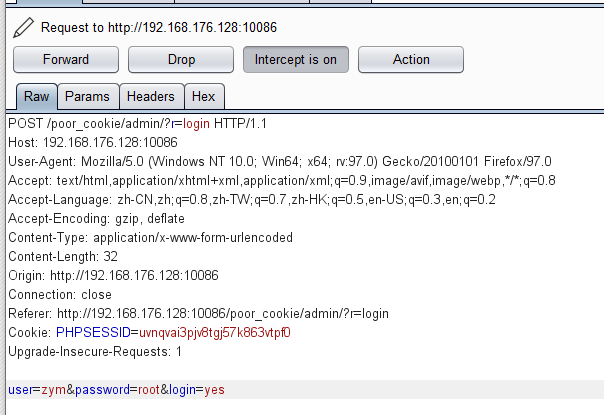 Request to http://192.168.176.128:10086
Forward Drop Intercept is on Action
Raw Params Headers Hex
POST /poor_cookie/admin/?r=login HTTP/1.1
Host: 192.168.176.128:10086
User-Agent: Mozilla/5.0 (Windows NT 10.0; Win64; x64; rv:97.0) Gecko/20100101 Firefox/97.0
Accept: text/html,application/xhtml+xml,application/xml;q=0.9,image/avif,image/webp,*/*;q=0.8
Accept-Language: zh-CN,zh;q=0.8,zh-TW;q=0.7,zh-HK;q=0.5,en-US;q=0.3,en;q=0.2
Accept-Encoding: gzip, deflate
Content-Type: application/x-www-form-urlencoded
Content-Length: 32
Origin: http://192.168.176.128:10086
Connection: close
Referer: http://192.168.176.128:10086/poor_cookie/admin/?r=login
Cookie: PHPSESSID=uvnqvai3pjv8tgj57k863vtpf0
Upgrade-Insecure-Requests: 1
user=zym&password=root&login=yes